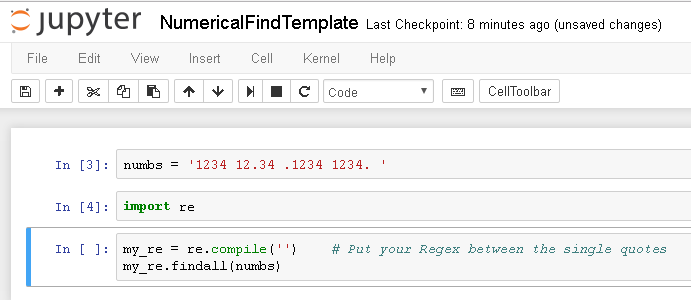 jupyter NumericalFindTemplate Last Checkpoint: 8 minutes ago (unsaved changes)
File Edit View Insert Cell Kernel Help
Code CellToolbar
In [3]: numbs = '1234 12.34 .1234 1234. '
In [4]: import re
In [ ]: my_re = re.compile('') # Put your Regex between the single quotes
my_re.findall(numbs)